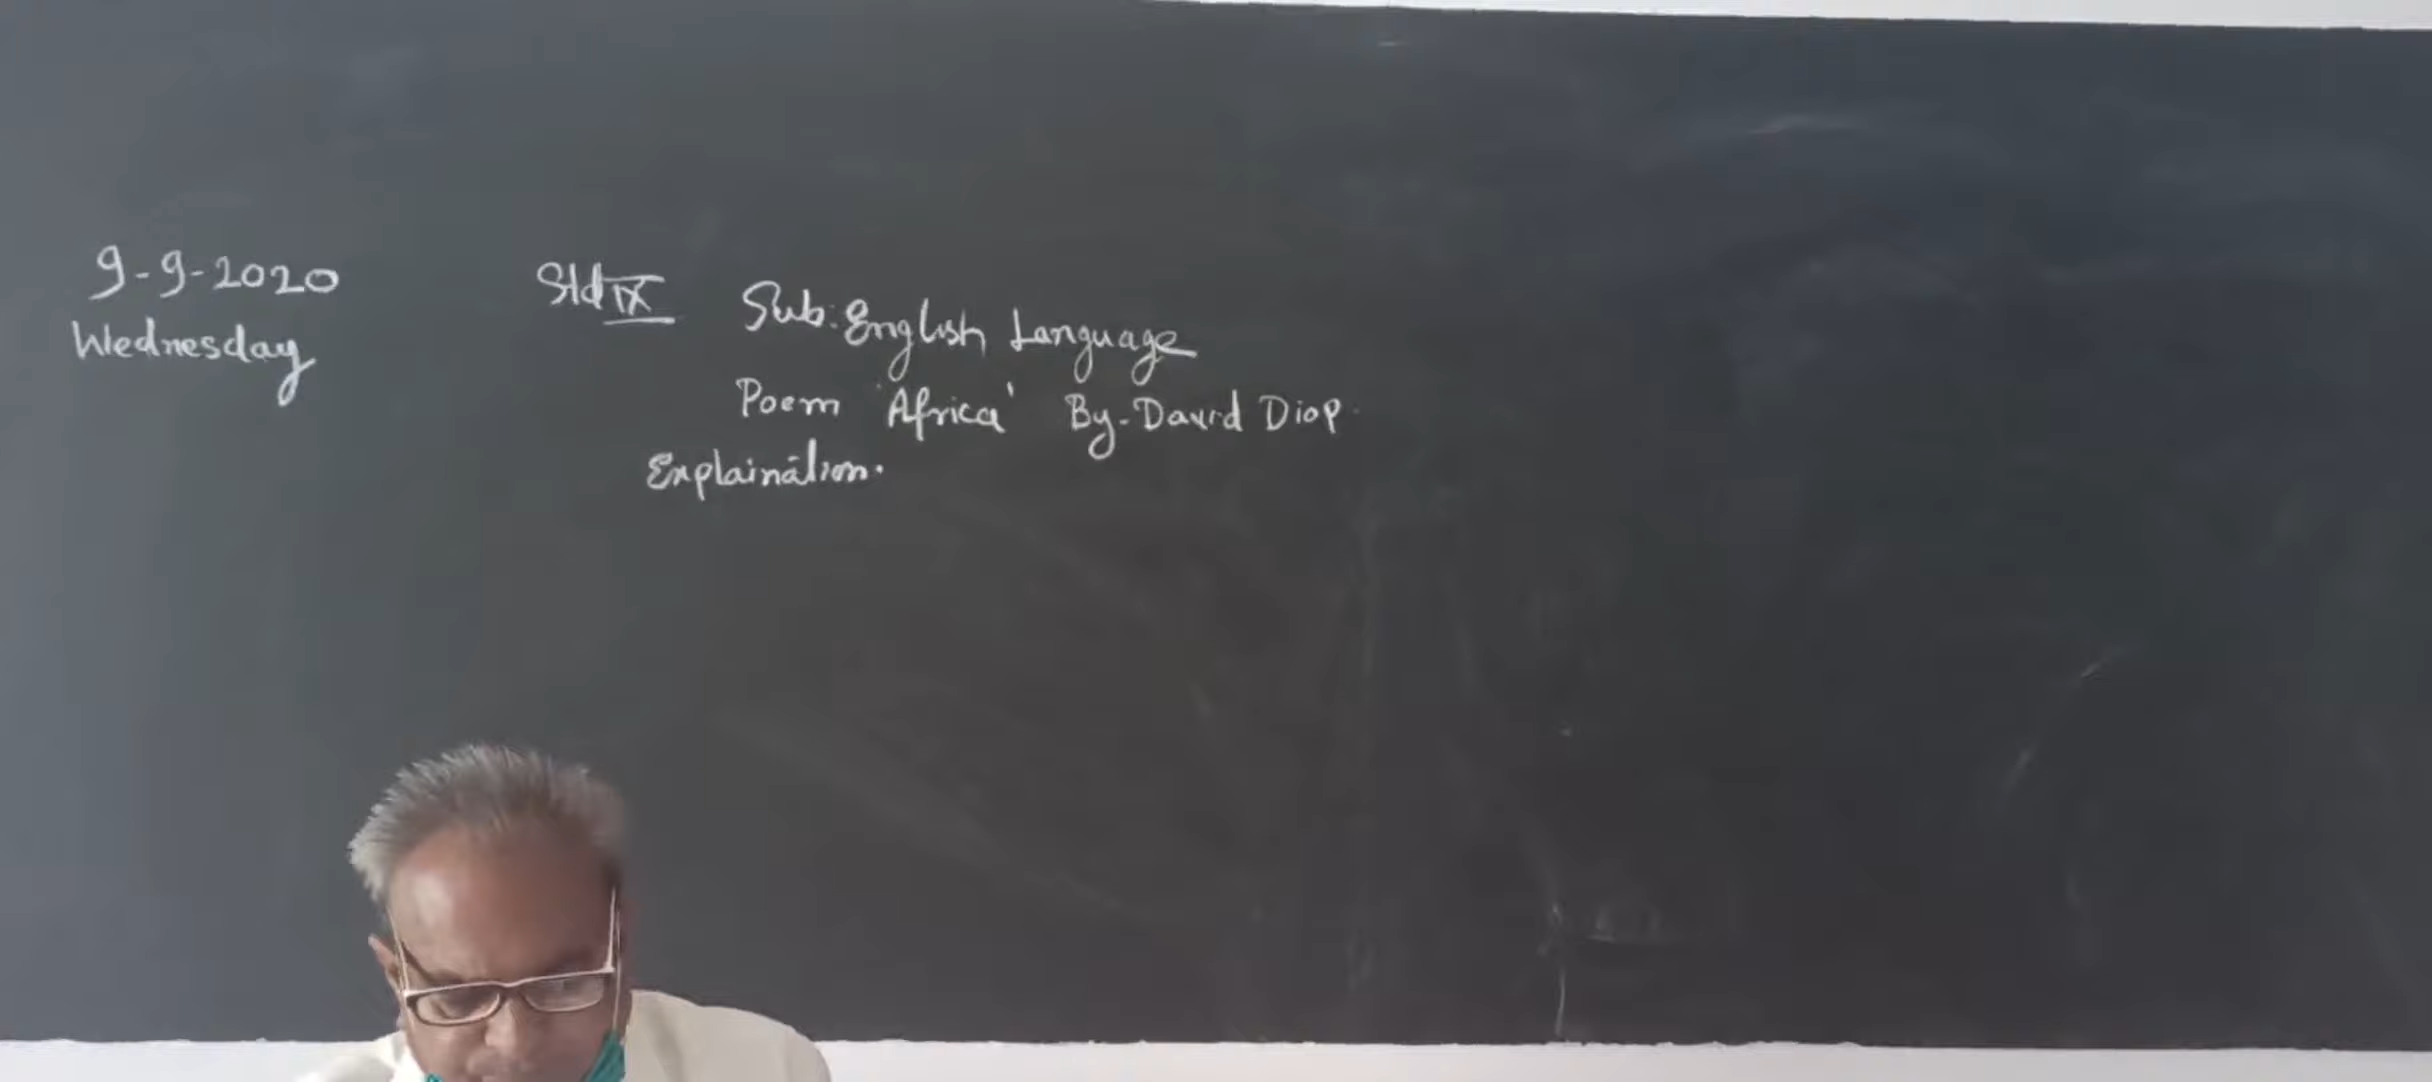 9-9-2020
Wednesday
Std IX Sub: English Language
Poem 'Africa' By-David Diop.
Explaination.